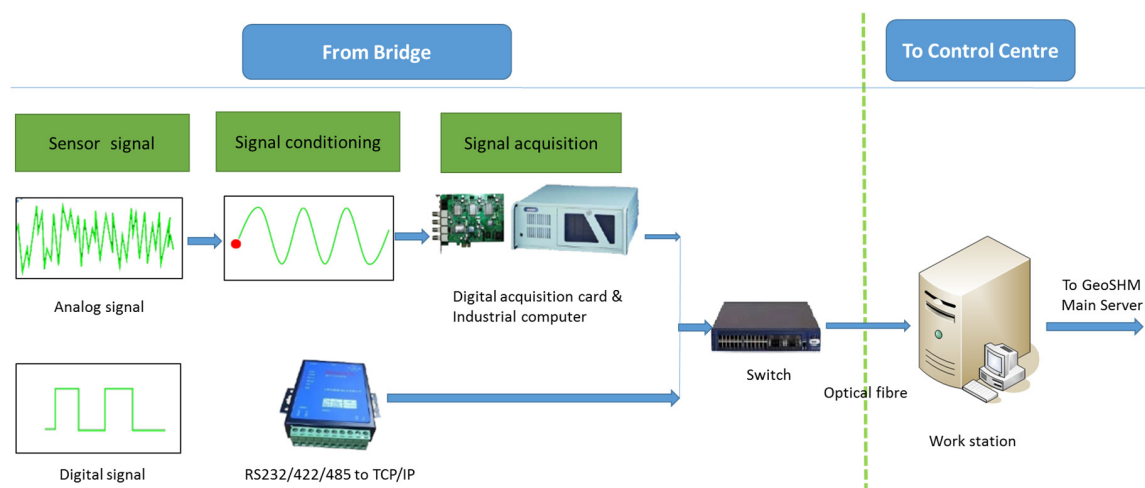 From Bridge
To Control Centre
Sensor signal
Signal conditioning
Signal acquisition
Analog signal
Digital acquisition card &
Industrial computer
To GeoSHM
Main Server
Switch
Optical fibre
Work station
Digital signal
RS232/422/485 to TCP/IP